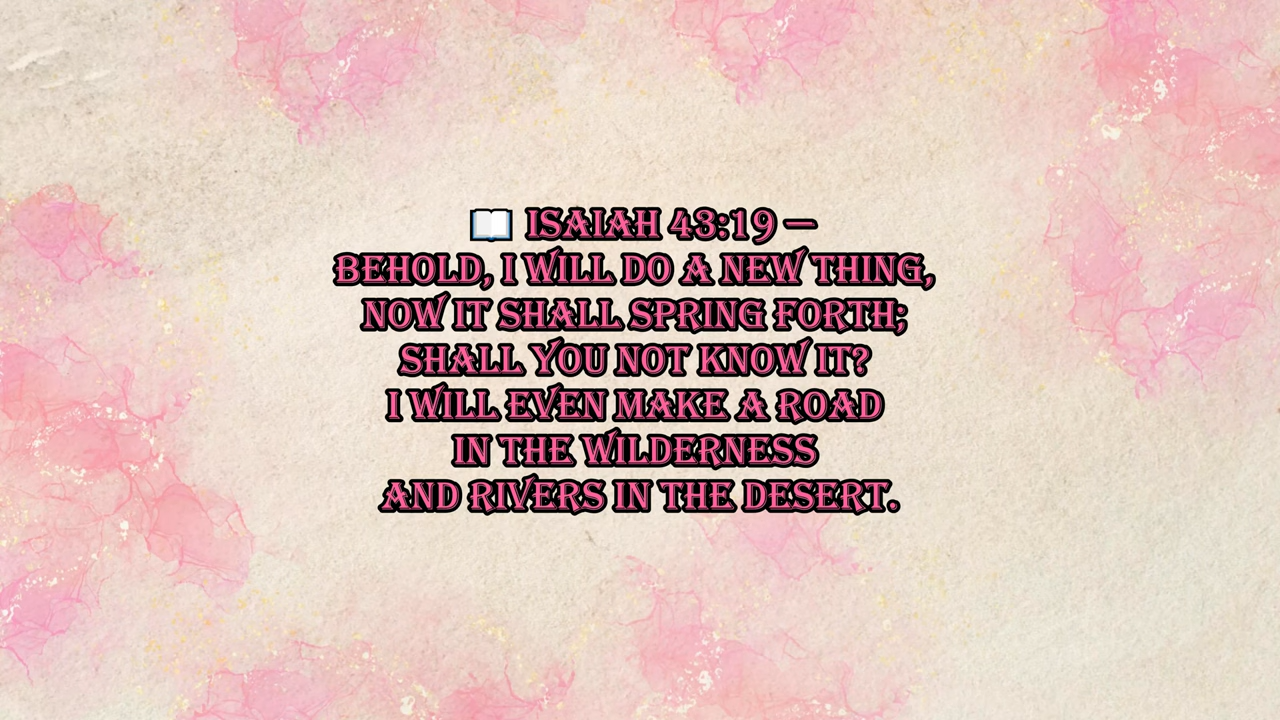 📖 ISAIAH 43:19 —
BEHOLD, I WILL DO A NEW THING,
NOW IT SHALL SPRING FORTH;
SHALL YOU NOT KNOW IT?
I WILL EVEN MAKE A ROAD
IN THE WILDERNESS
AND RIVERS IN THE DESERT.